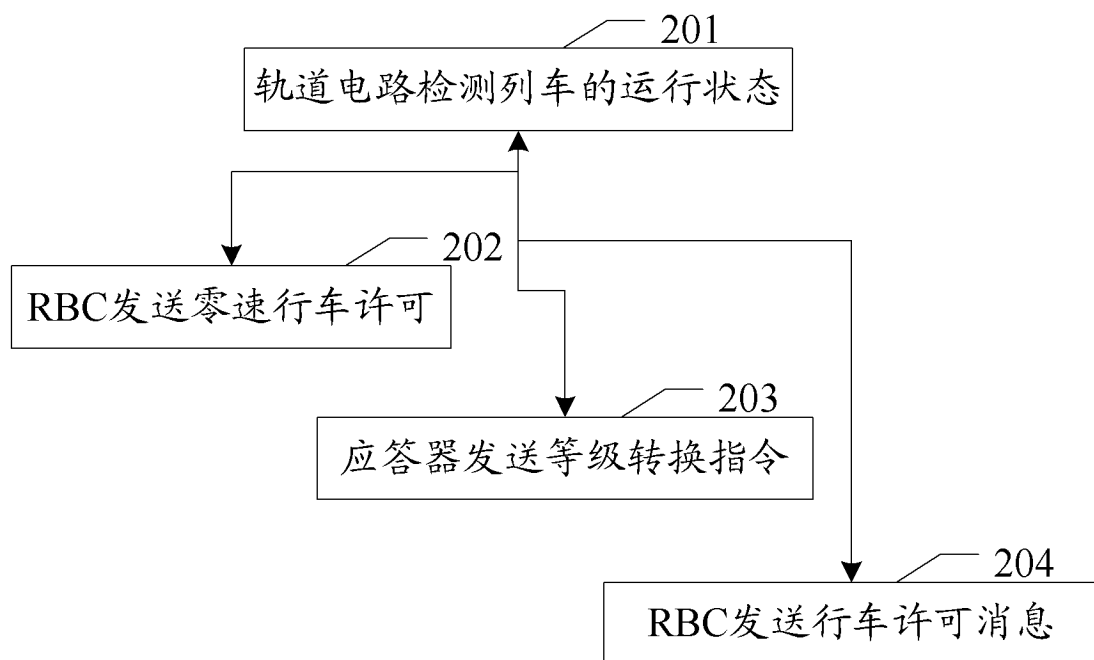 201
轨道电路检测列车的运行状态
202
RBC发送零速行车许可
203
应答器发送等级转换指令
204
RBC发送行车许可消息